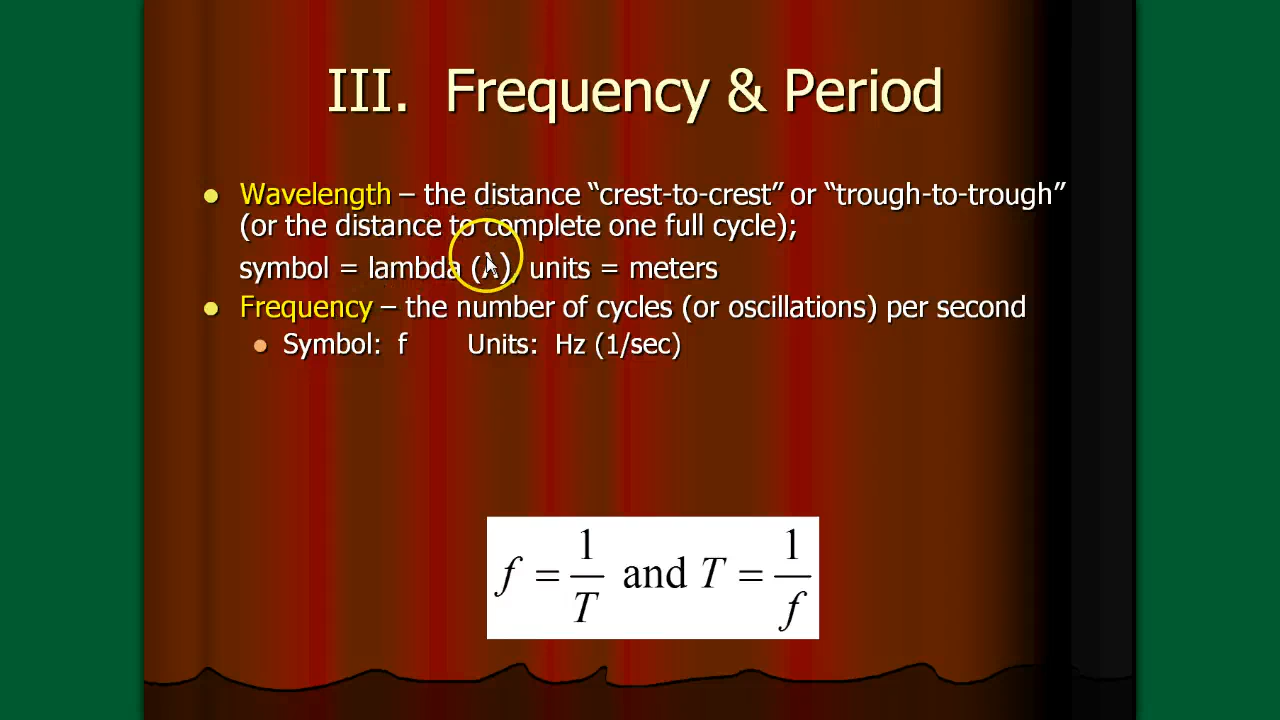 III. Frequency & Period
Wavelength – the distance “crest-to-crest” or “trough-to-trough”
(or the distance to complete one full cycle);
symbol = lambda (λ), units = meters
Frequency – the number of cycles (or oscillations) per second
Symbol: f Units: Hz (1/sec)
f = 1/T and T = 1/f